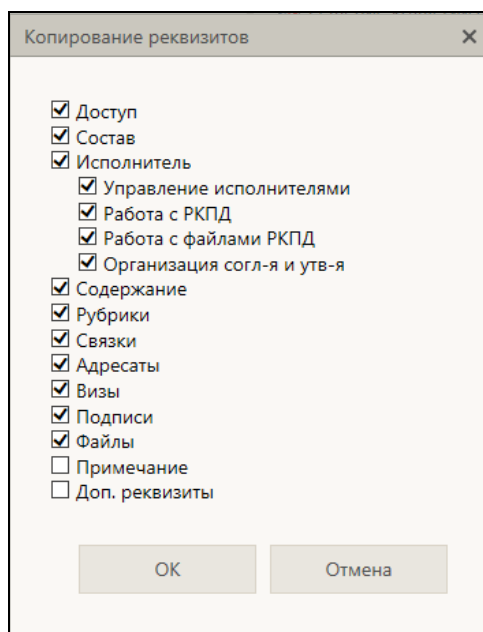 Копирование реквизитов
Доступ
Состав
Исполнитель
Управление исполнителями
Работа с РКПД
Работа с файлами РКПД
Организация согл-я и утв-я
Содержание
Рубрики
Связки
Адресаты
Визы
Подписи
Файлы
Примечание
Доп. реквизиты
ОК Отмена